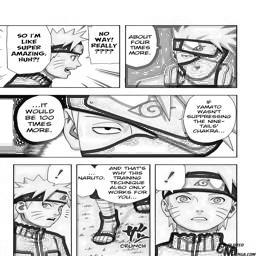 ABOUT
FOUR
TIMES
MORE.
NO
WAY!
REALLY
????
SO I'M
LIKE
SUPER
AMAZING,
HUH?!
IF
YAMATO
WASN'T
SUPPRESSING
THE NINE-
TAILS'
CHAKRA...
...IT
WOULD
BE 100
TIMES
MORE.
!
AND THAT'S
WHY THIS
TRAINING
TECHNIQUE
ALSO ONLY
WORKS FOR
YOU...
...
NARUTO.
CRUNCH
!